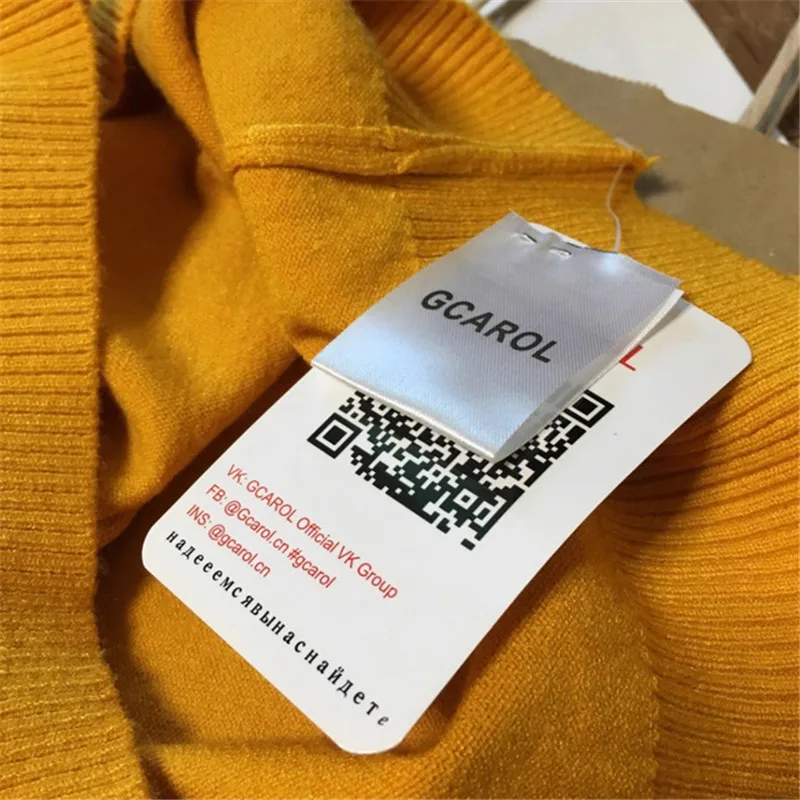 GCAROL
L
VK: GCAROL Official VK Group
FB: @Gcarol.cn #gcarol
INS: @gcarol.cn
надееемсявынаснайдете